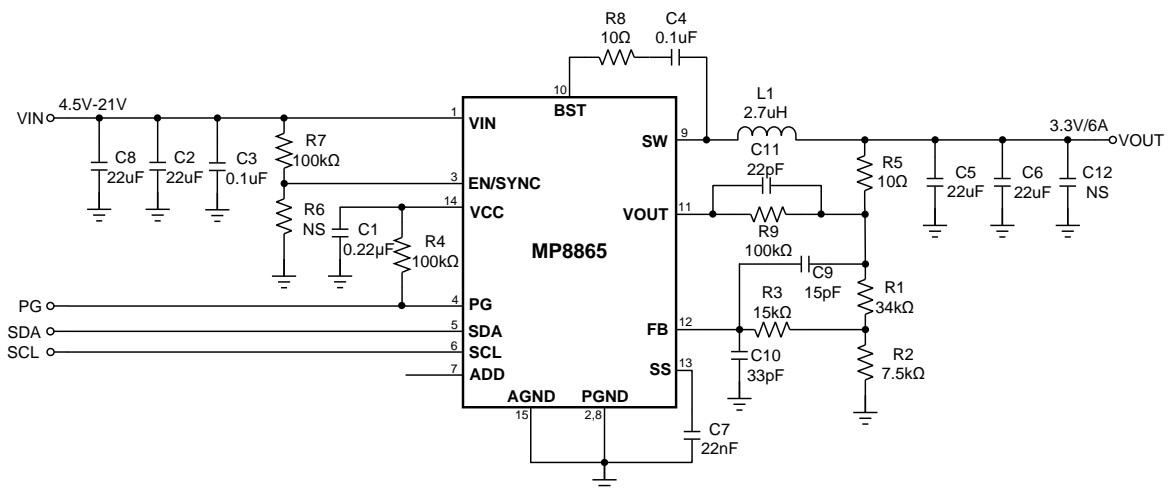 R8
10Ω
C4
0.1uF
10
BST
VIN
4.5V-21V
1
VIN
C8
22uF
C2
22uF
C3
0.1uF
R7
100kΩ
3
EN/SYNC
R6
NS
14
VCC
C1
0.22µF
R4
100kΩ
PG
4
PG
SDA
5
SDA
SCL
6
SCL
7
ADD
MP8865
AGND
15
PGND
2,8
SW
9
L1
2.7uH
C11
22pF
VOUT
11
R9
100kΩ
R5
10Ω
C5
22uF
C6
22uF
C12
NS
3.3V/6A
VOUT
C9
15pF
R1
34kΩ
R3
15kΩ
FB
12
R2
7.5kΩ
C10
33pF
SS
13
C7
22nF